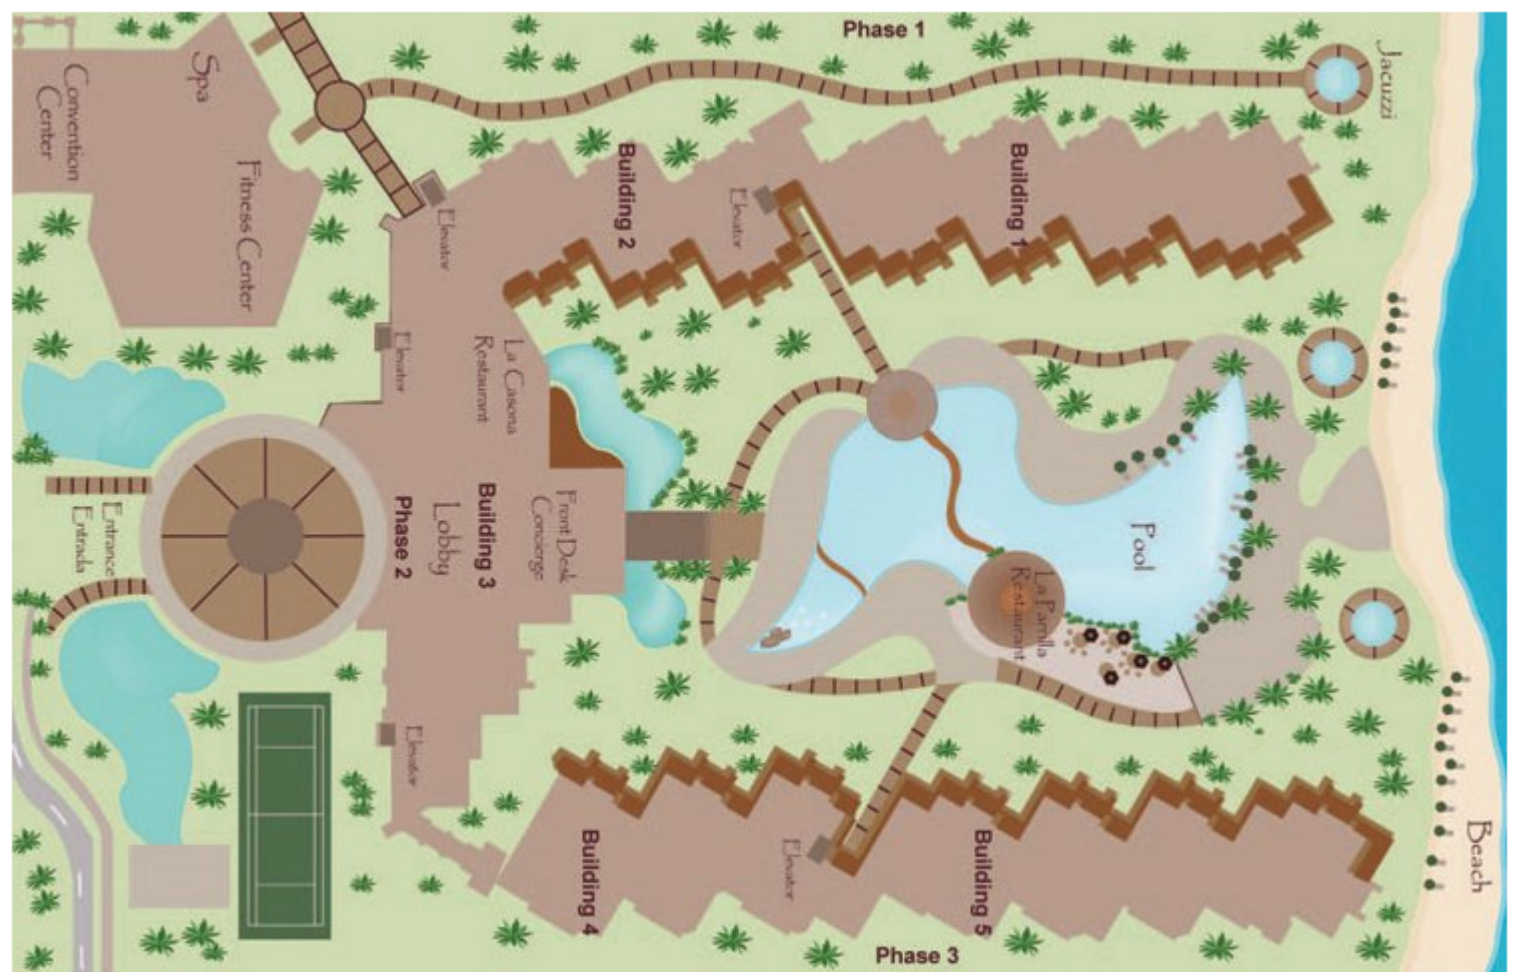 Phase 1
Jacuzzi
Spa
Convention
Center
Fitness Center
Building 2
Building 1
Elevator
Elevator
Elevator
La Casona
Restaurant
Entrance
Entrada
Phase 2
Lobby
Building 3
Front Desk
Concierge
Pool
La Parrilla
Restaurant
Elevator
Elevator
Building 4
Building 5
Beach
Phase 3